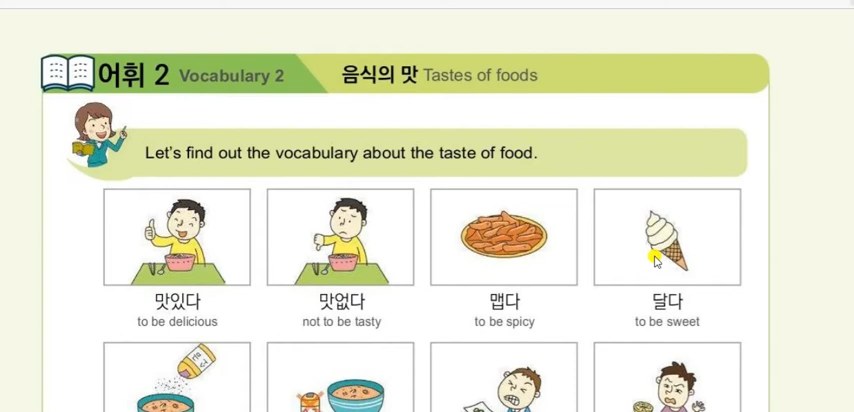 어휘 2 Vocabulary 2
음식의 맛 Tastes of foods
Let's find out the vocabulary about the taste of food.
맛있다 맛없다 맵다 달다
to be delicious not to be tasty to be spicy to be sweet